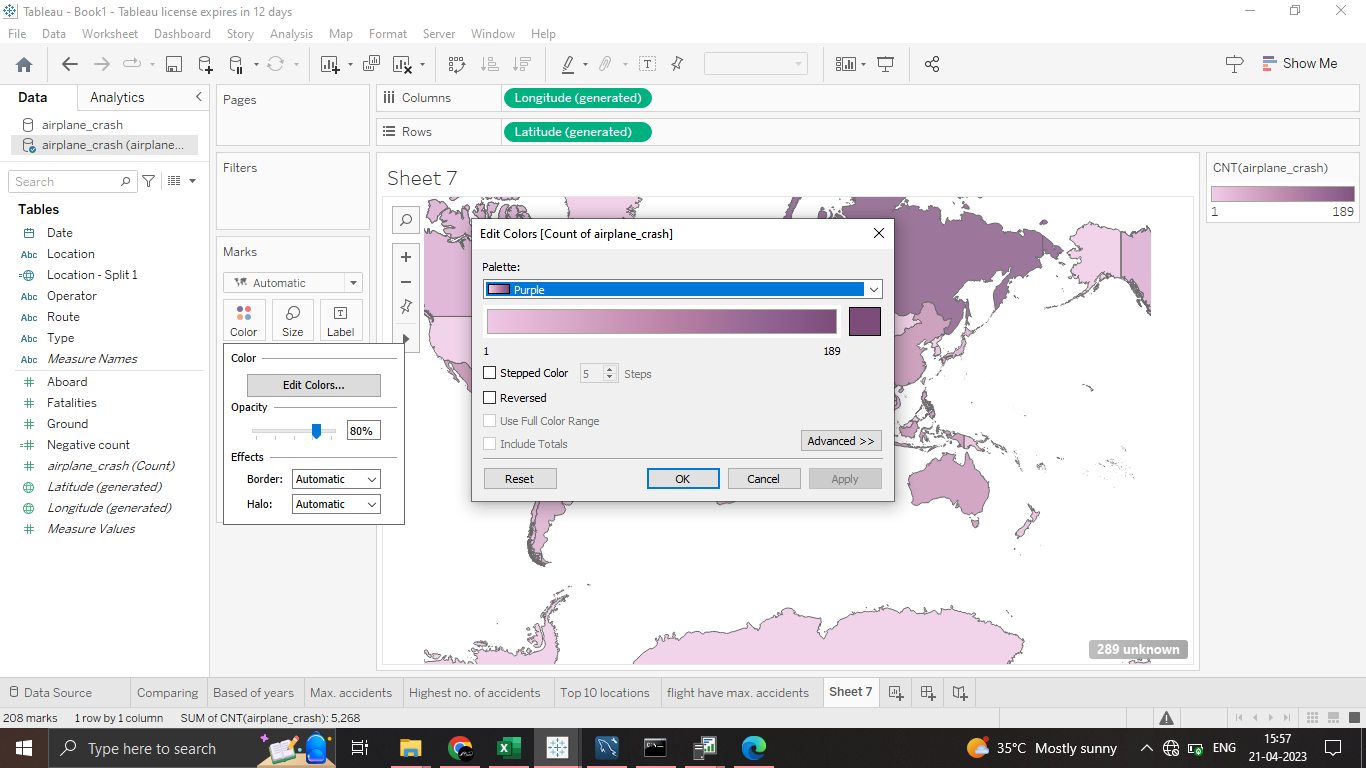 Tableau - Book1 - Tableau license expires in 12 days
File Data Worksheet Dashboard Story Analysis Map Format Server Window Help
Show Me
Data Analytics
airplane_crash
airplane_crash (airplane...
Search
Tables
Date
Abc Location
Location - Split 1
Abc Operator
Abc Route
Abc Type
Abc Measure Names
Aboard
Fatalities
Ground
Negative count
airplane_crash (Count)
Latitude (generated)
Longitude (generated)
Measure Values
Pages
Filters
Marks
Automatic
Color Size Label
Color
Edit Colors...
Opacity
80%
Effects
Border: Automatic
Halo: Automatic
Columns Longitude (generated)
Rows Latitude (generated)
Sheet 7
Edit Colors [Count of airplane_crash]
Palette:
Purple
1 189
Stepped Color 5 Steps
Reversed
Use Full Color Range
Include Totals
Advanced >>
Reset OK Cancel Apply
289 unknown
CNT(airplane_crash)
1 189
Data Source Comparing Based of years Max. accidents Highest no. of accidents Top 10 locations flight have max. accidents Sheet 7
208 marks 1 row by 1 column SUM of CNT(airplane_crash): 5,268
Type here to search
35°C Mostly sunny
ENG
15:57
21-04-2023